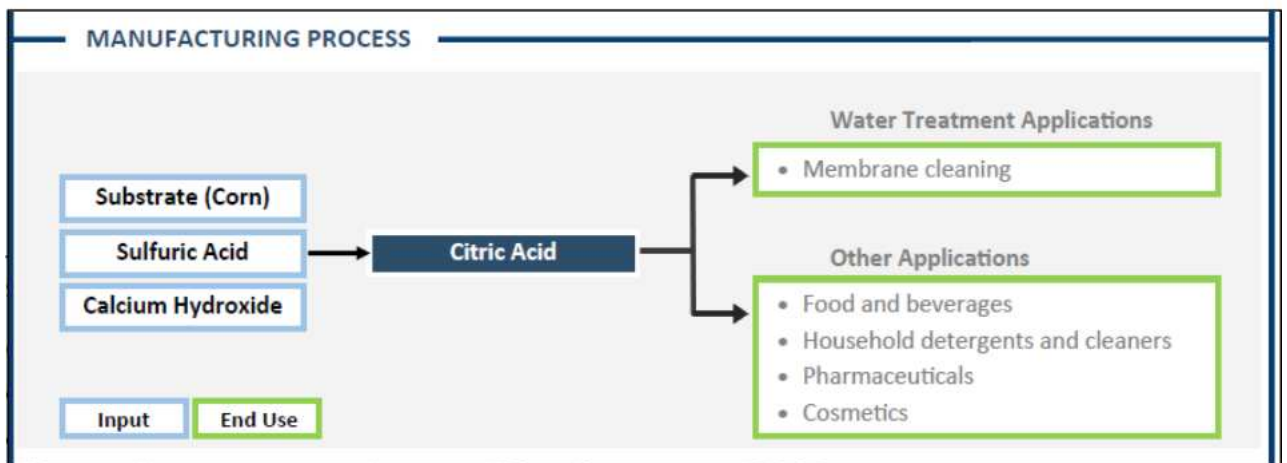 MANUFACTURING PROCESS
Substrate (Corn)
Sulfuric Acid
Calcium Hydroxide
Input
End Use
Citric Acid
Water Treatment Applications
• Membrane cleaning
Other Applications
• Food and beverages
• Household detergents and cleaners
• Pharmaceuticals
• Cosmetics